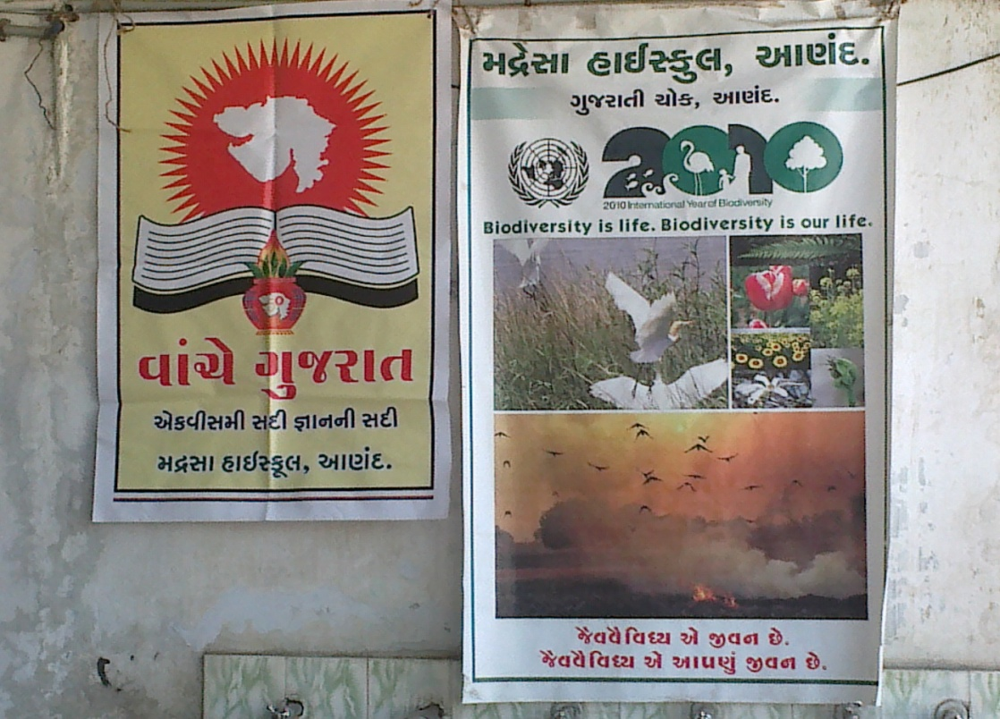 વાંચે ગુજરાત
એકવીસમી સદી જ્ઞાનની સદી
મદ્રસા હાઈસ્કૂલ, આણંદ.
મદ્રેસા હાઈસ્કુલ, આણંદ.
ગુજરાતી ચોક, આણંદ.
2010
2010 International Year of Biodiversity
Biodiversity is life. Biodiversity is our life.
જૈવવૈવિધ્ય એ જીવન છે.
જૈવવૈવિધ્ય એ આપણું જીવન છે.